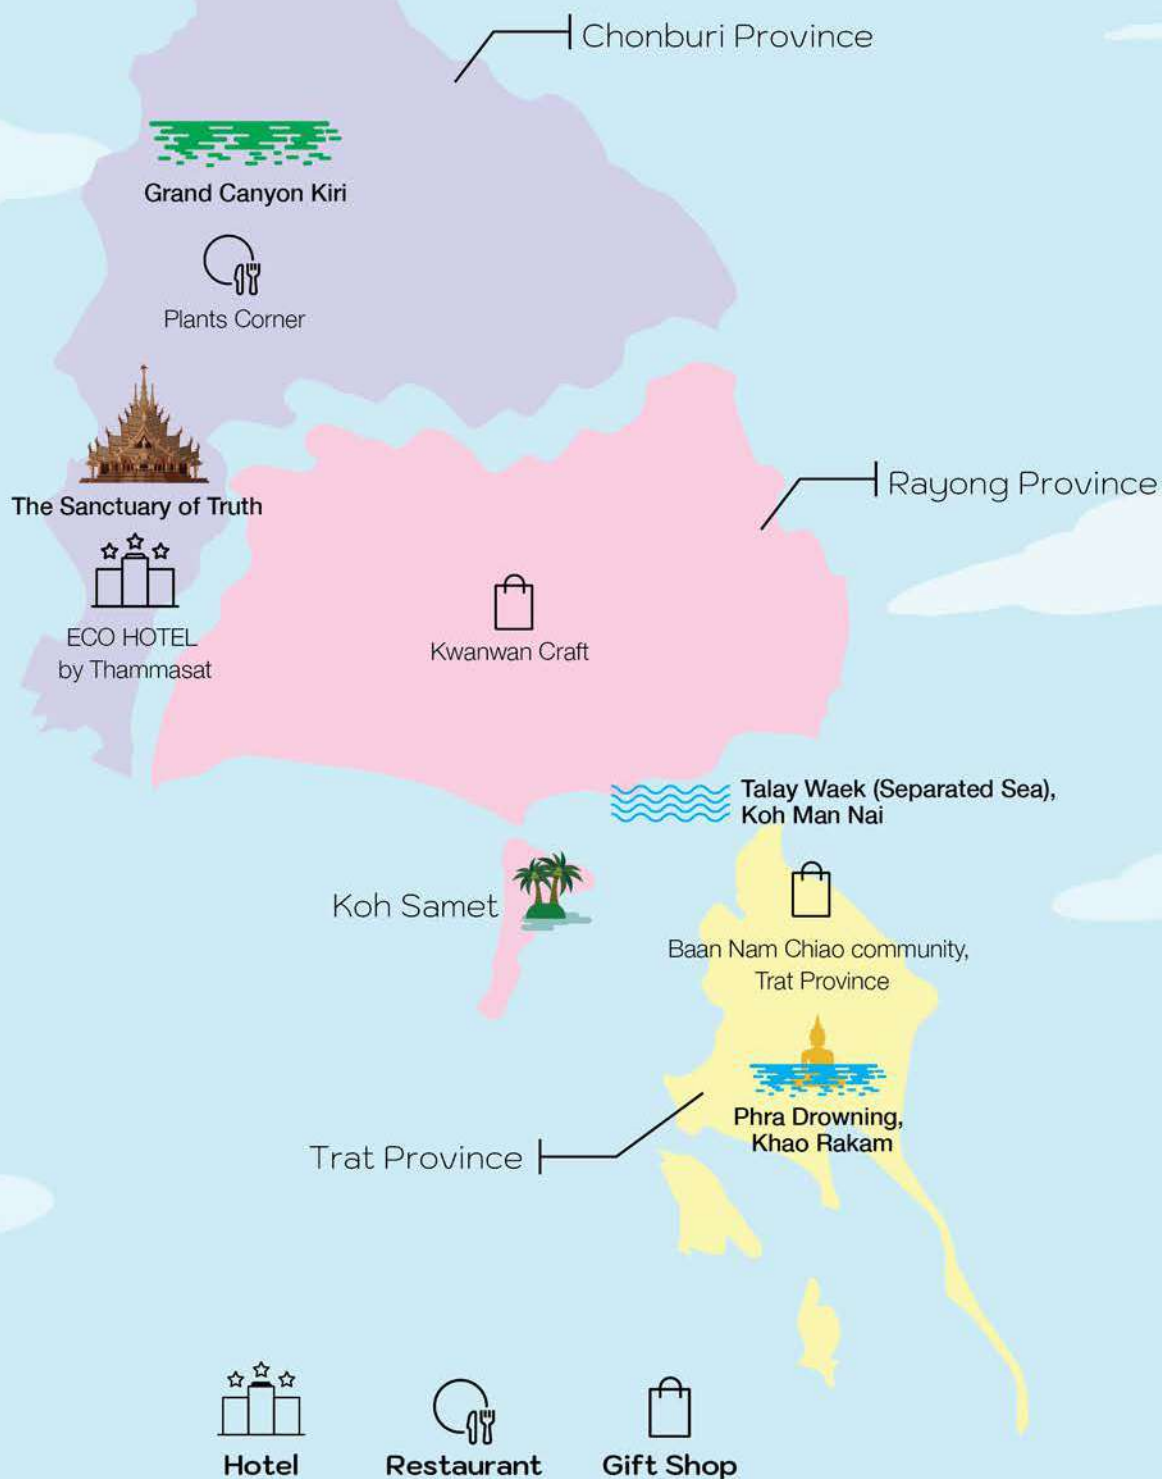 Chonburi Province
Grand Canyon Kiri
Plants Corner
The Sanctuary of Truth
Rayong Province
ECO HOTEL
by Thammasat
Kwanwan Craft
Talay Waek (Separated Sea),
Koh Man Nai
Koh Samet
Baan Nam Chiao community,
Trat Province
Phra Drowning,
Khao Rakam
Trat Province
Hotel
Restaurant
Gift Shop